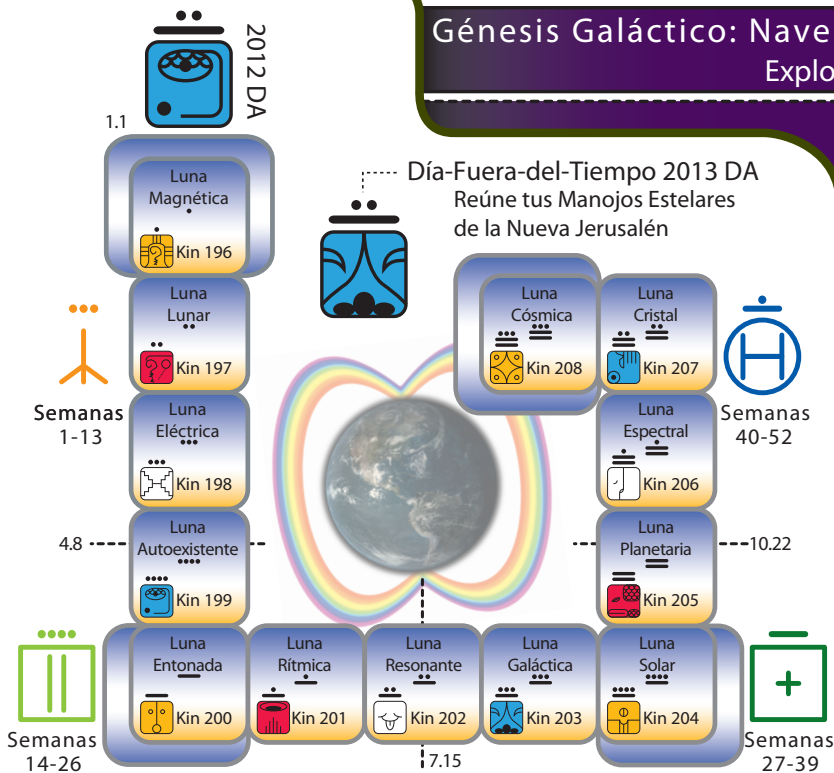 Génesis Galáctico: Nave
Explo
2012 DA
1.1
Día-Fuera-del-Tiempo 2013 DA
Reúne tus Manojos Estelares
de la Nueva Jerusalén
Luna
Magnética
Kin 196
Luna
Lunar
Kin 197
Semanas
1-13
Luna
Eléctrica
Kin 198
4.8
Luna
Autoexistente
Kin 199
Luna
Entonada
Kin 200
Semanas
14-26
Luna
Rítmica
Kin 201
Luna
Resonante
Kin 202
7.15
Luna
Galáctica
Kin 203
Luna
Solar
Kin 204
Semanas
27-39
Luna
Planetaria
Kin 205
10.22
Luna
Espectral
Kin 206
Luna
Cristal
Kin 207
Semanas
40-52
Luna
Cósmica
Kin 208